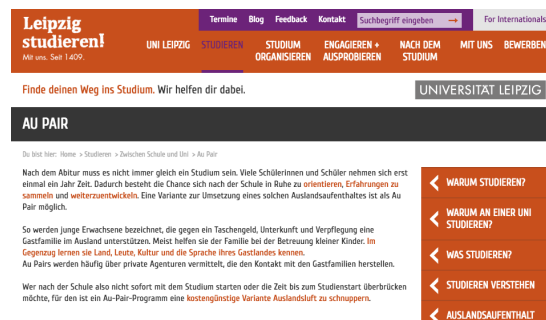 Leipzig
studieren!
Mit uns. Seit 1409.
Termine Blog Feedback Kontakt Suchbegriff eingeben → For Internationals
UNI LEIPZIG STUDIEREN STUDIUM ORGANISIEREN ENGAGIEREN + AUSPROBIEREN NACH DEM STUDIUM MIT UNS BEWERBEN
Finde deinen Weg ins Studium. Wir helfen dir dabei.
UNIVERSITÄT LEIPZIG
AU PAIR
Du bist hier: Home > Studieren > Zwischen Schule und Uni > Au Pair
Nach dem Abitur muss es nicht immer gleich ein Studium sein. Viele Schülerinnen und Schüler nehmen sich erst
einmal ein Jahr Zeit. Dadurch besteht die Chance sich nach der Schule in Ruhe zu orientieren, Erfahrungen zu
sammeln und weiterzuentwickeln. Eine Variante zur Umsetzung eines solchen Auslandsaufenthaltes ist als Au
Pair möglich.
So werden junge Erwachsene bezeichnet, die gegen ein Taschengeld, Unterkunft und Verpflegung eine
Gastfamilie im Ausland unterstützen. Meist helfen sie der Familie bei der Betreuung kleiner Kinder. Im
Gegenzug lernen sie Land, Leute, Kultur und die Sprache ihres Gastlandes kennen.
Au Pairs werden häufig über private Agenturen vermittelt, die den Kontakt mit den Gastfamilien herstellen.
Wer nach der Schule also nicht sofort mit dem Studium starten oder die Zeit bis zum Studienstart überbrücken
möchte, für den ist ein Au-Pair-Programm eine kostengünstige Variante Auslandsluft zu schnuppern.
WARUM STUDIEREN?
WARUM AN EINER UNI
STUDIEREN?
WAS STUDIEREN?
STUDIEREN VERSTEHEN
AUSLANDSAUFENTHALT